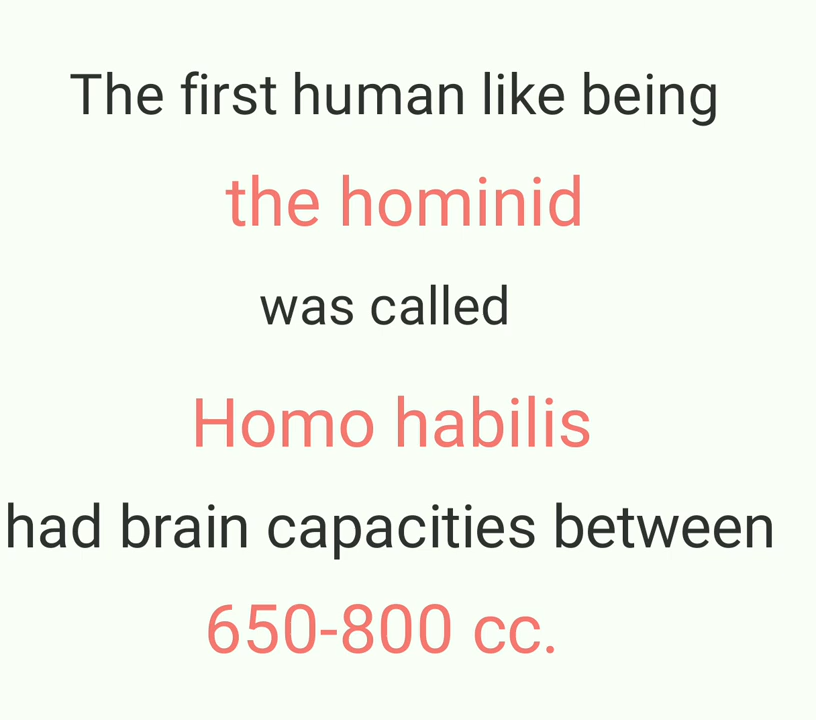 The first human like being
the hominid
was called
Homo habilis
had brain capacities between
650-800 cc.